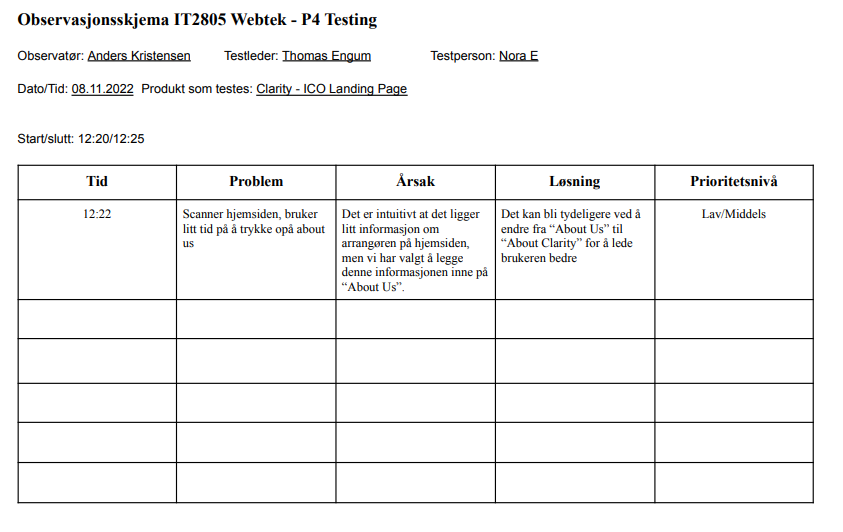 Observasjonsskjema IT2805 Webtek - P4 Testing
Observatør: Anders Kristensen Testleder: Thomas Engum Testperson: Nora E
Dato/Tid: 08.11.2022 Produkt som testes: Clarity - ICO Landing Page
Start/slutt: 12:20/12:25
Tid Problem Årsak Løsning Prioritetsnivå
12:22
Scanner hjemsiden, bruker
litt tid på å trykke opå about
us
Det er intuitivt at det ligger
litt informasjon om
arrangøren på hjemsiden,
men vi har valgt å legge
denne informasjonen inne på
“About Us”.
Det kan bli tydeligere ved å
endre fra “About Us” til
“About Clarity” for å lede
brukeren bedre
Lav/Middels